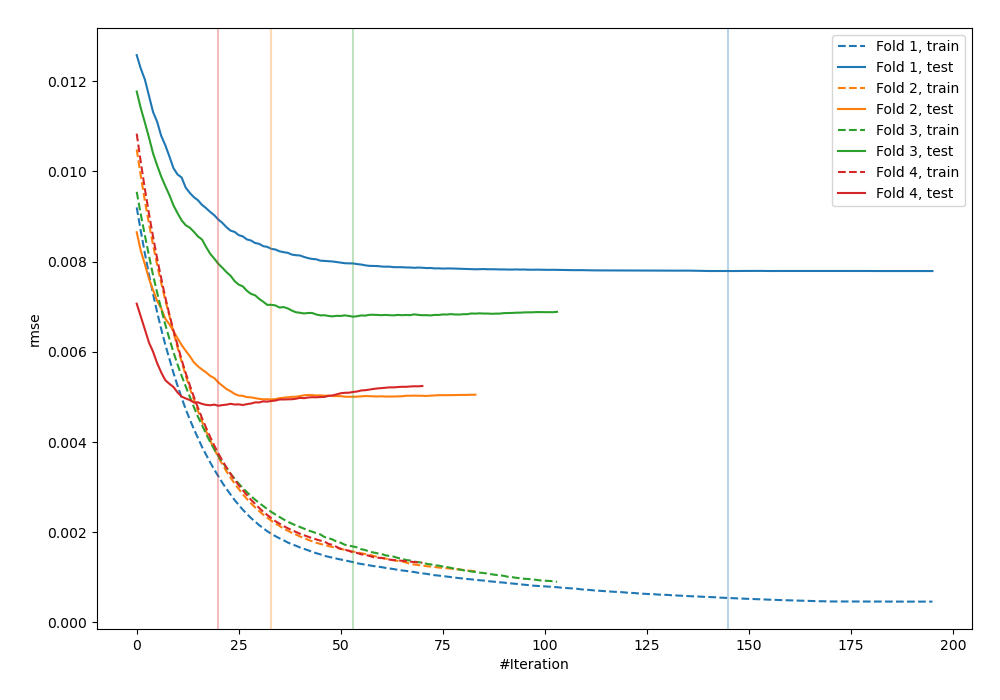 rmse
0.012
0.010
0.008
0.006
0.004
0.002
0.000
0
25
50
75
100
125
150
175
200
#Iteration
Fold 1, train
Fold 1, test
Fold 2, train
Fold 2, test
Fold 3, train
Fold 3, test
Fold 4, train
Fold 4, test